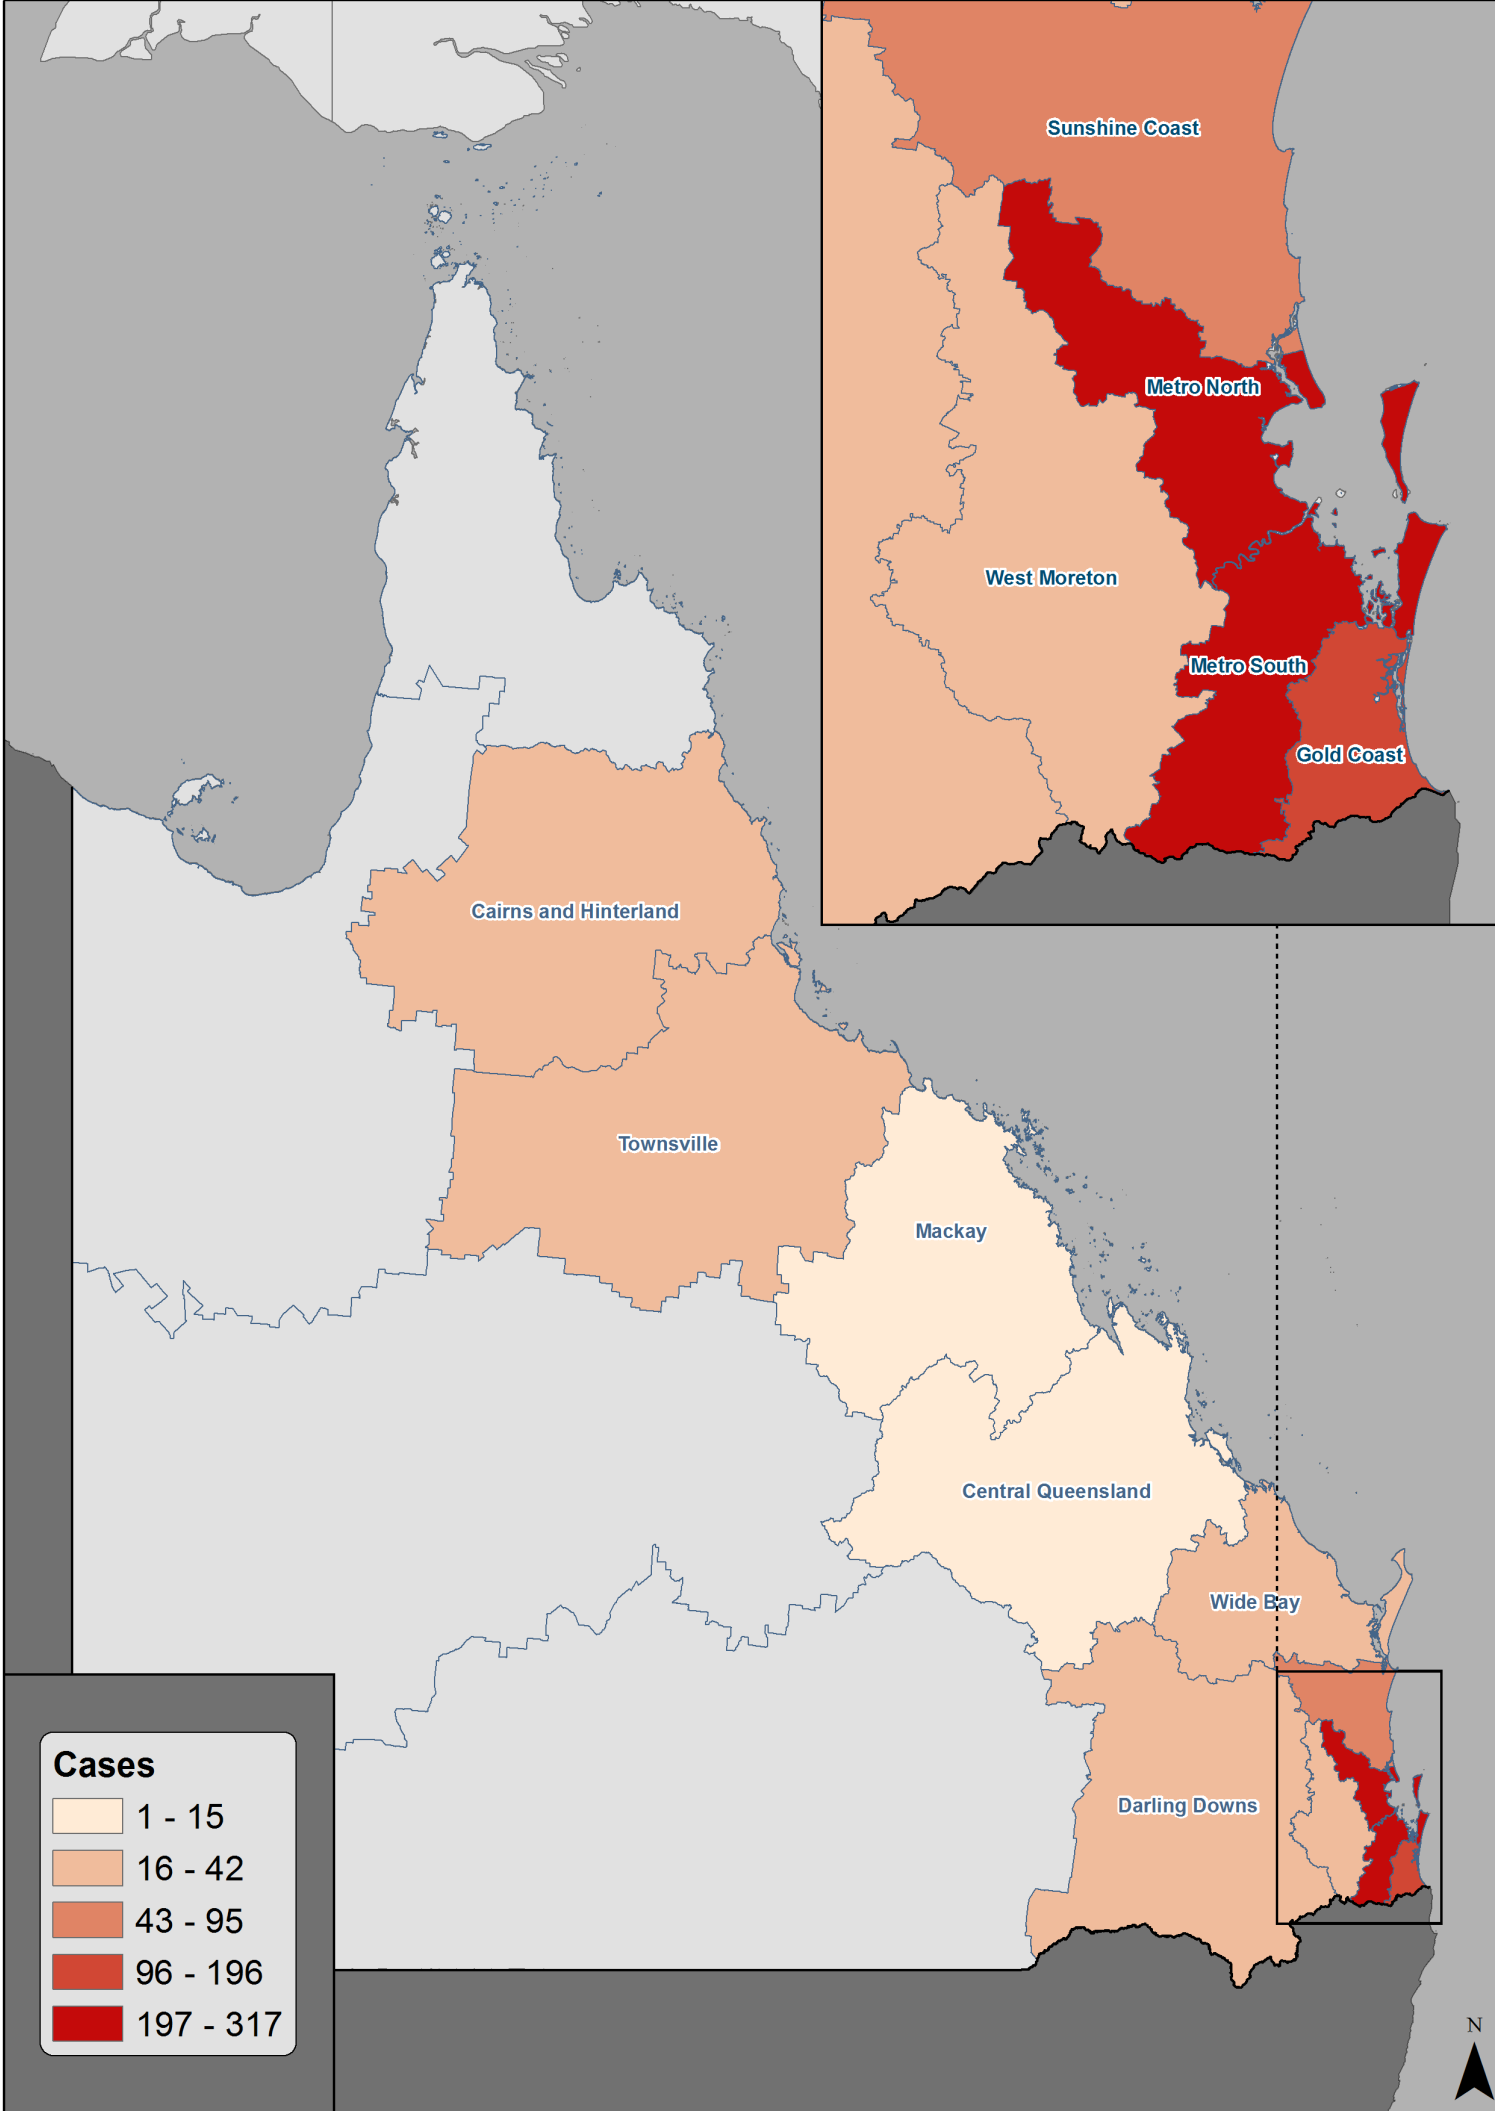 Sunshine Coast
Metro North
West Moreton
Metro South
Gold Coast
Cairns and Hinterland
Townsville
Mackay
Central Queensland
Wide Bay
Darling Downs
Cases
1 - 15
16 - 42
43 - 95
96 - 196
197 - 317
N